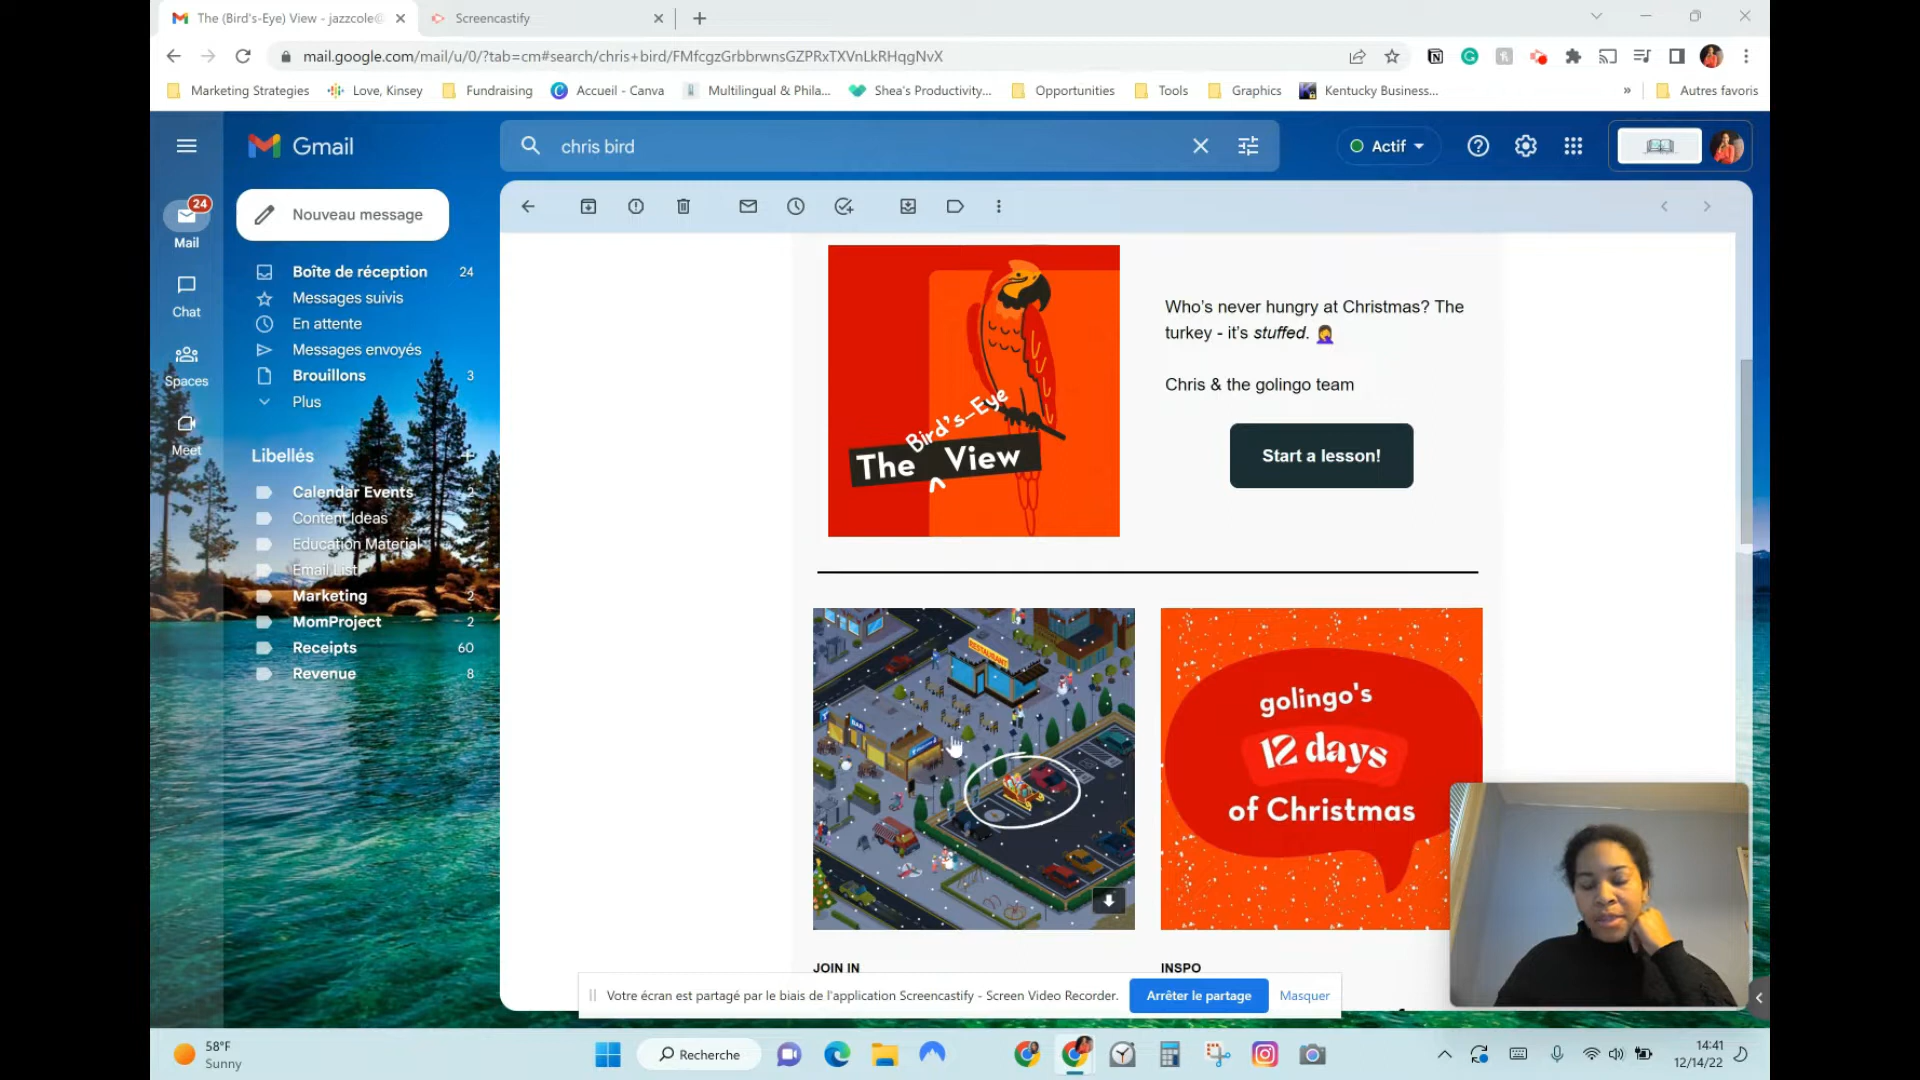 The (Bird's-Eye) View - jazzcole@
Screencastify
mail.google.com/mail/u/0/?tab=cm#search/chris+bird/FMfcgzGrbbrwnsGZPRxTXVnLkRHqgNvX
Marketing Strategies
Love, Kinsey
Fundraising
Accueil - Canva
Multilingual & Phila...
Shea's Productivity...
Opportunities
Tools
Graphics
Kentucky Business...
»
Autres favoris
Gmail
chris bird
Actif
24
Mail
Chat
Spaces
Meet
Nouveau message
Boîte de réception 24
Messages suivis
En attente
Messages envoyés
Brouillons 3
Plus
Libellés +
Calendar Events 2
Content Ideas
Education Material
Email List
Marketing 2
MomProject 2
Receipts 60
Revenue 8
The Bird's-Eye View
Who's never hungry at Christmas? The
turkey - it's stuffed.
Chris & the golingo team
Start a lesson!
RESTAURANT
BAR
golingo's
12 days
of Christmas
JOIN IN
INSPO
Votre écran est partagé par le biais de l'application Screencastify - Screen Video Recorder.
Arrêter le partage
Masquer
58°F
Sunny
Recherche
14:41
12/14/22